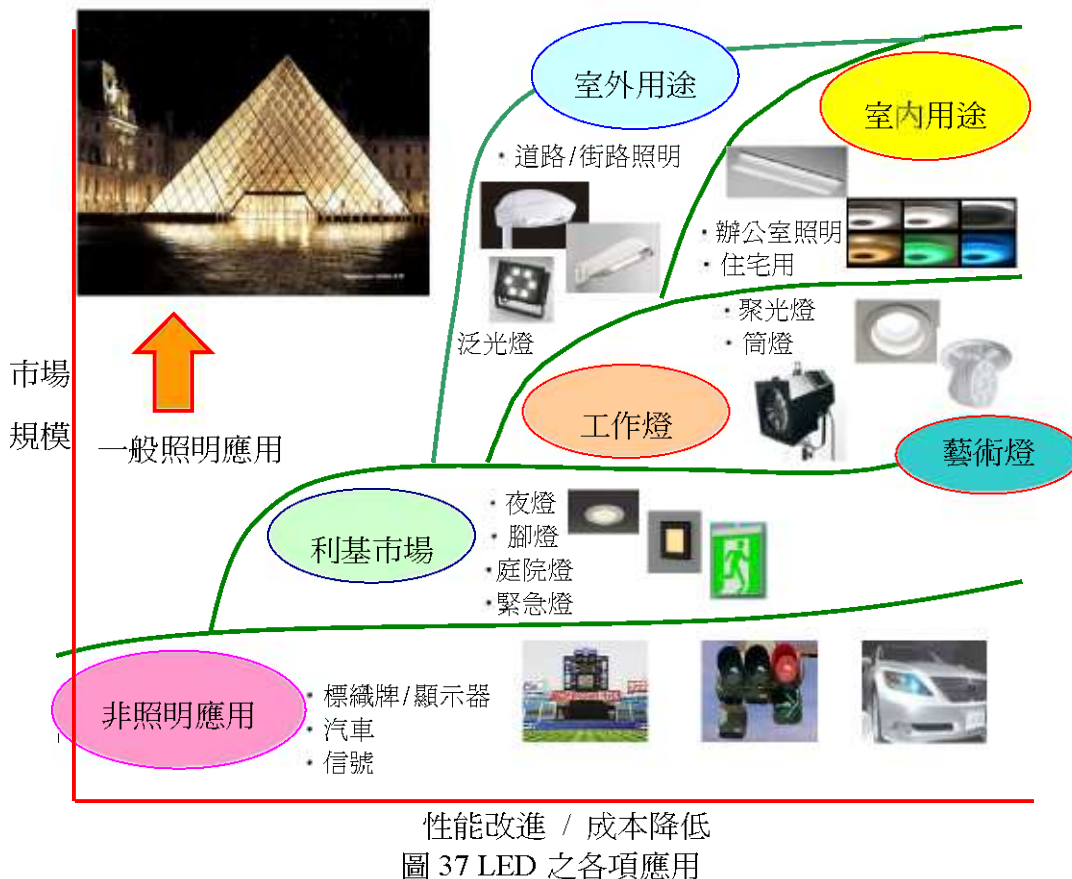 室外用途
室內用途
・道路/街路照明
・辦公室照明
・住宅用
・聚光燈
・筒燈
泛光燈
市場
規模
工作燈
一般照明應用
藝術燈
利基市場
・夜燈
・腳燈
・庭院燈
・緊急燈
非照明應用
・標織牌/顯示器
・汽車
・信號
性能改進 / 成本降低
圖 37 LED 之各項應用